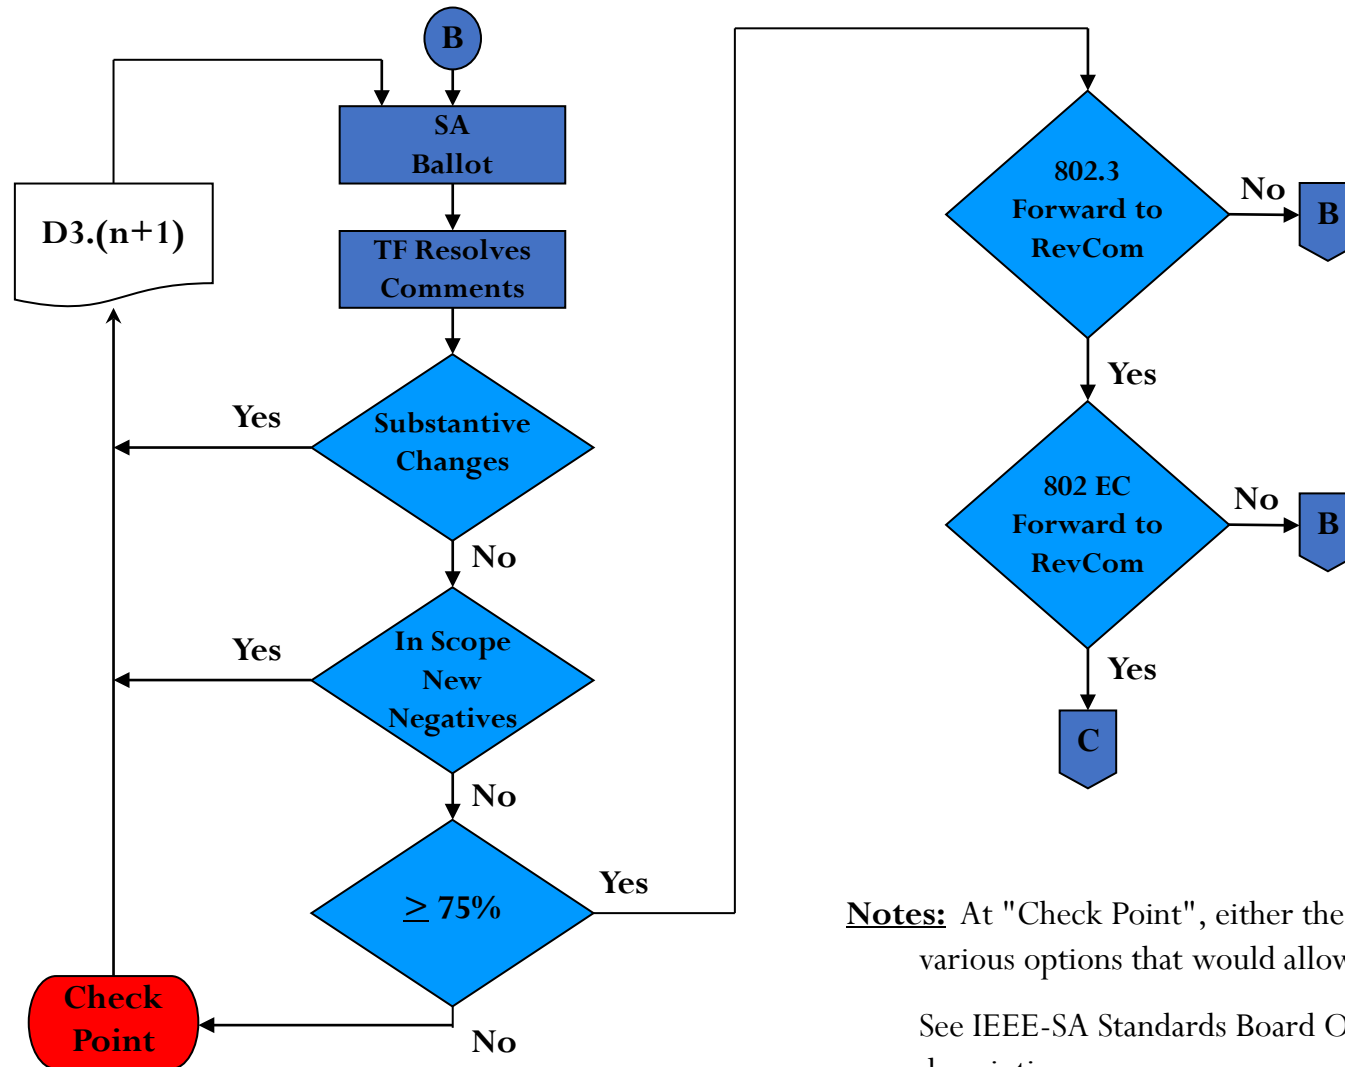 B
SA
Ballot
D3.(n+1)
TF Resolves
Comments
Yes
Substantive
Changes
No
Yes
In Scope
New
Negatives
No
≥ 75%
Yes
Check
Point
No
802.3
Forward to
RevCom
No
B
Yes
802 EC
Forward to
RevCom
No
B
Yes
C
Notes: At "Check Point", either the
various options that would allow
See IEEE-SA Standards Board O